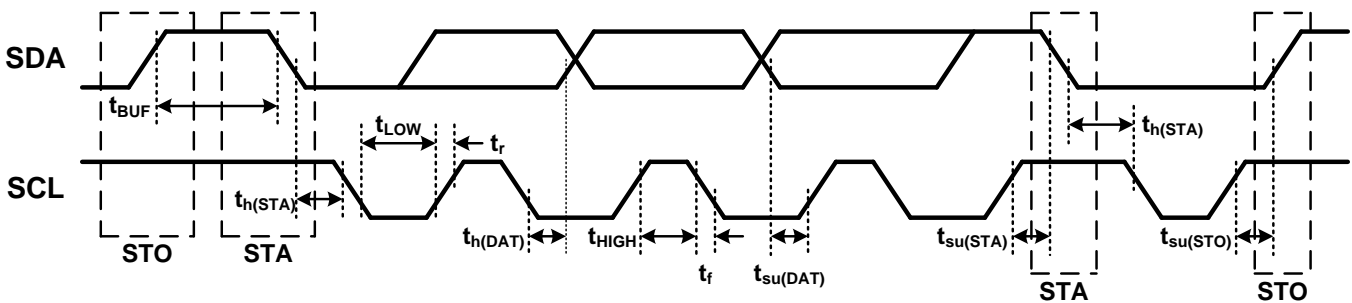 SDA
t_BUF
t_LOW
t_r
t_h(STA)
SCL
t_h(STA)
t_h(DAT)
t_HIGH
t_f
t_su(DAT)
t_su(STA)
t_su(STO)
STO
STA
STA
STO